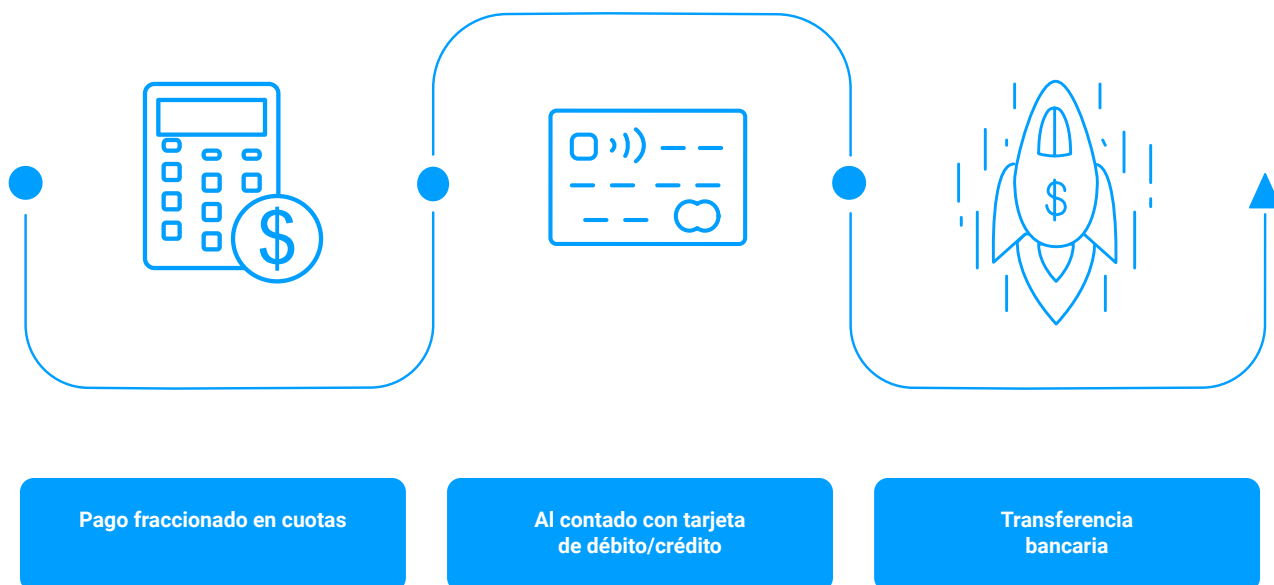 $
$
Pago fraccionado en cuotas
Al contado con tarjeta
de débito/crédito
Transferencia
bancaria